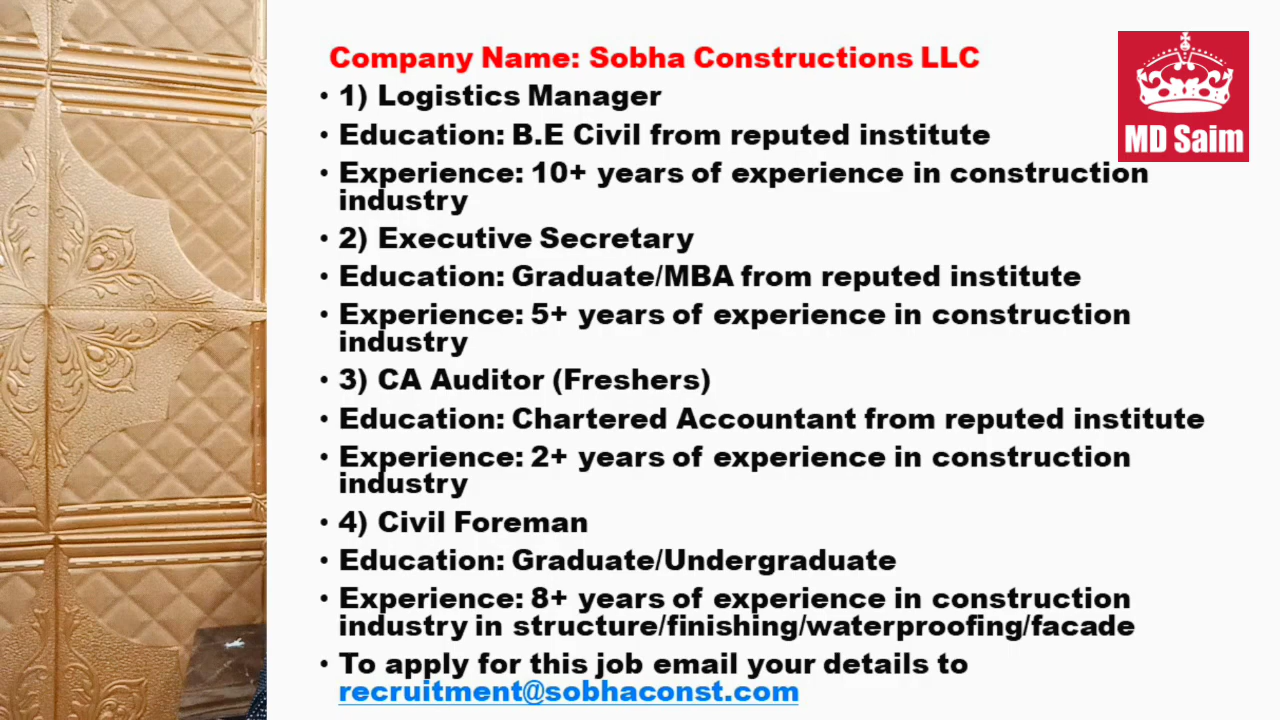 Company Name: Sobha Constructions LLC
MD Saim
• 1) Logistics Manager
• Education: B.E Civil from reputed institute
• Experience: 10+ years of experience in construction
industry
• 2) Executive Secretary
• Education: Graduate/MBA from reputed institute
• Experience: 5+ years of experience in construction
industry
• 3) CA Auditor (Freshers)
• Education: Chartered Accountant from reputed institute
• Experience: 2+ years of experience in construction
industry
• 4) Civil Foreman
• Education: Graduate/Undergraduate
• Experience: 8+ years of experience in construction
industry in structure/finishing/waterproofing/facade
• To apply for this job email your details to
recruitment@sobhaconst.com